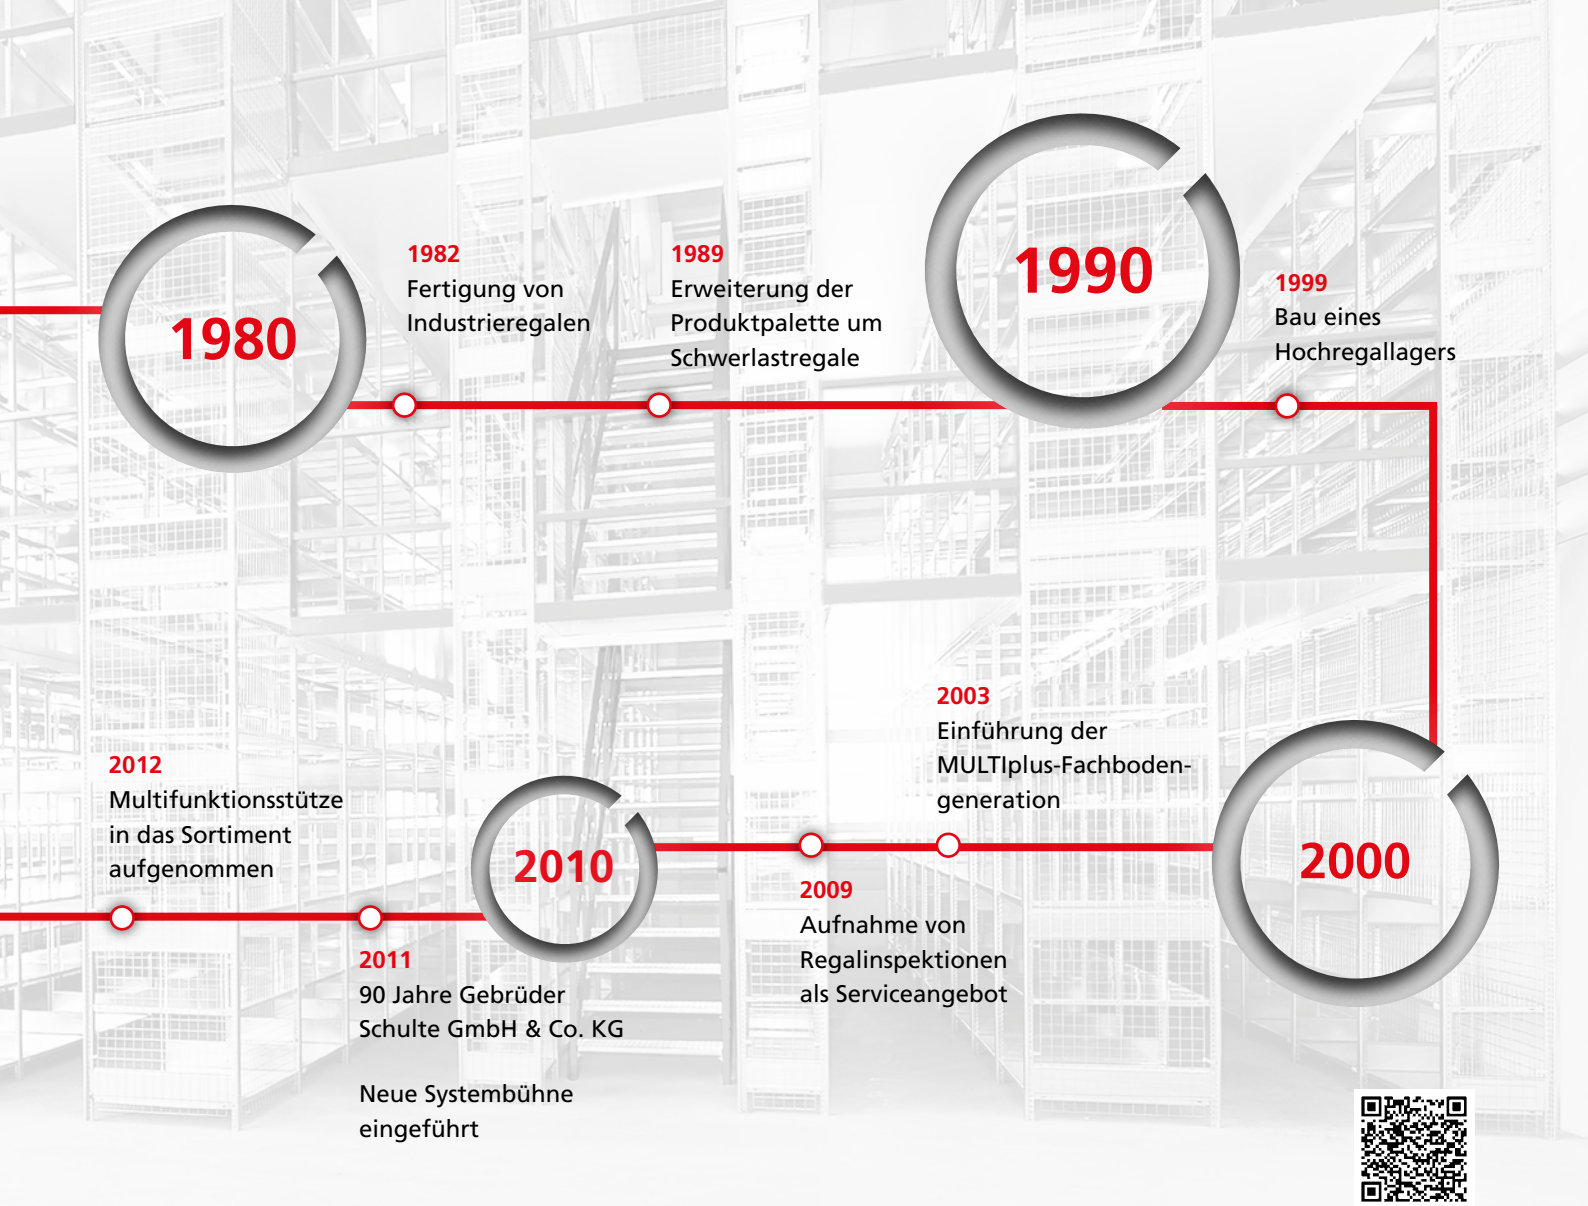 1980
1982
Fertigung von
Industrieregalen
1989
Erweiterung der
Produktpalette um
Schwerlastregale
1990
1999
Bau eines
Hochregallagers
2000
2003
Einführung der
MULTIplus-Fachboden-
generation
2009
Aufnahme von
Regalinspektionen
als Serviceangebot
2010
2011
90 Jahre Gebrüder
Schulte GmbH & Co. KG
Neue Systembühne
eingeführt
2012
Multifunktionsstütze
in das Sortiment
aufgenommen